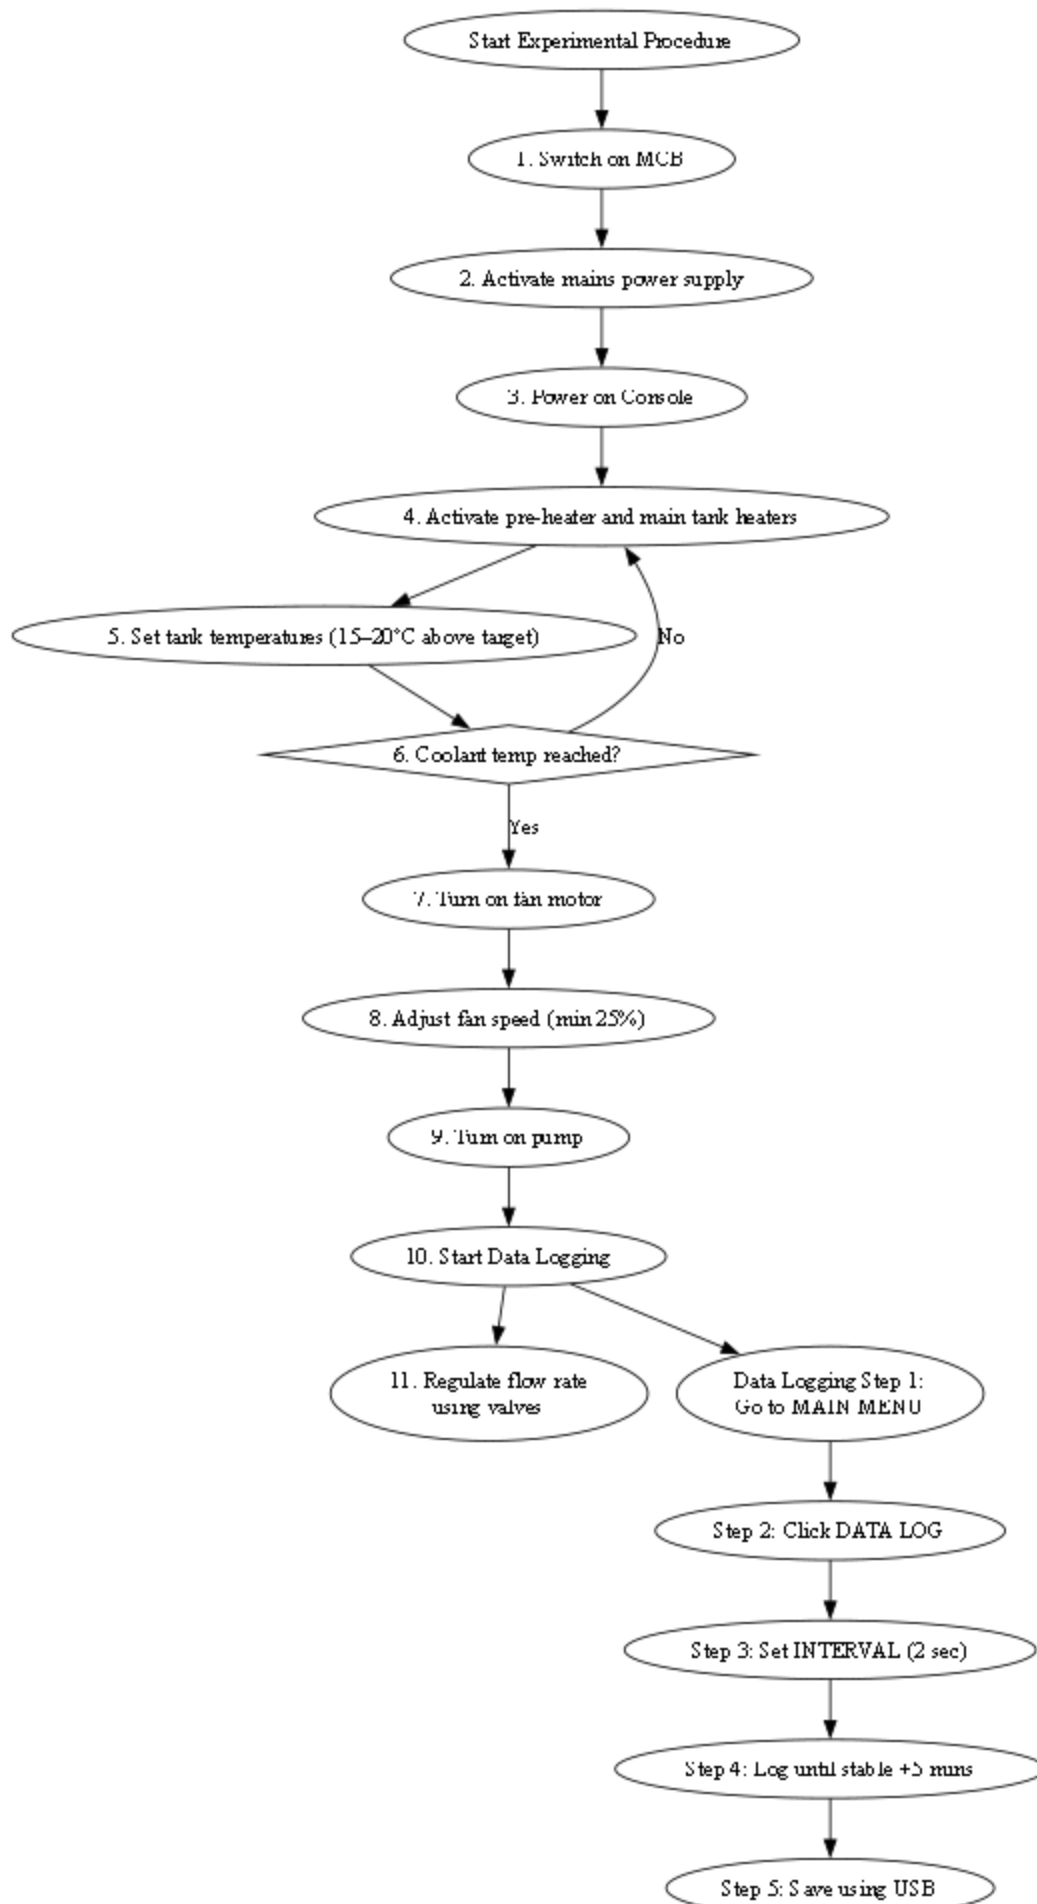 Start Experimental Procedure
1. Switch on MCB
2. Activate mains power supply
3. Power on Console
4. Activate pre-heater and main tank heaters
5. Set tank temperatures (15–20°C above target)
No
6. Coolant temp reached?
Yes
7. Turn on fan motor
8. Adjust fan speed (min 25%)
9. Turn on pump
10. Start Data Logging
11. Regulate flow rate
using valves
Data Logging Step 1:
Go to MAIN MENU
Step 2: Click DATA LOG
Step 3: Set INTERVAL (2 sec)
Step 4: Log until stable +5 mins
Step 5: Save using USB